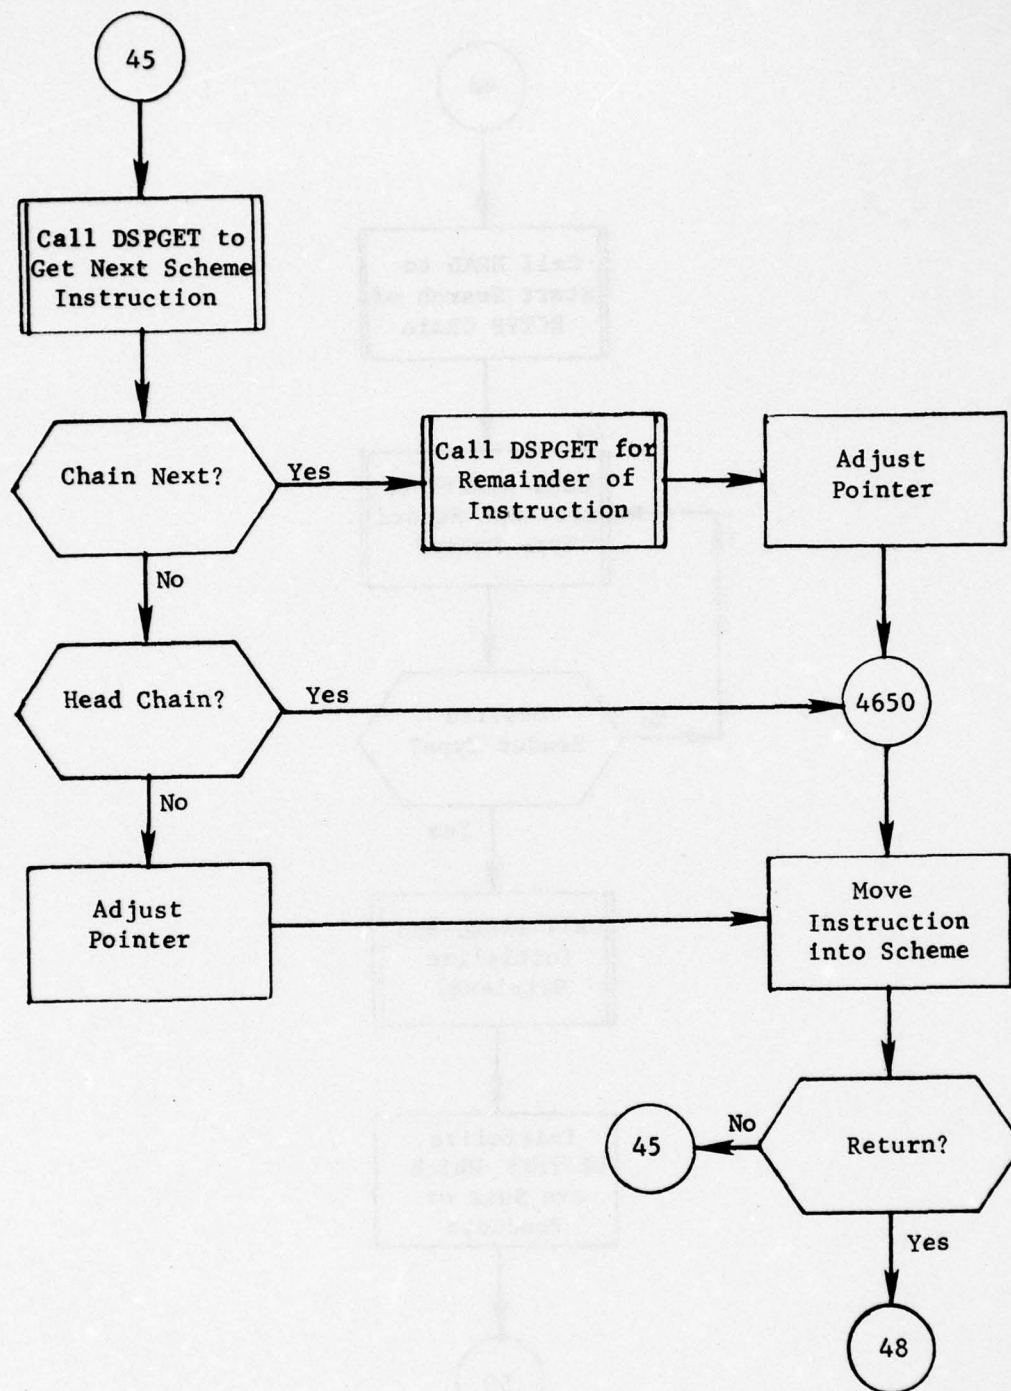 45
Call DSPGET to
Get Next Scheme
Instruction
Chain Next?
Yes
Call DSPGET for
Remainder of
Instruction
Adjust
Pointer
No
Head Chain?
Yes
4650
No
Adjust
Pointer
Move
Instruction
into Scheme
45
No
Return?
Yes
48